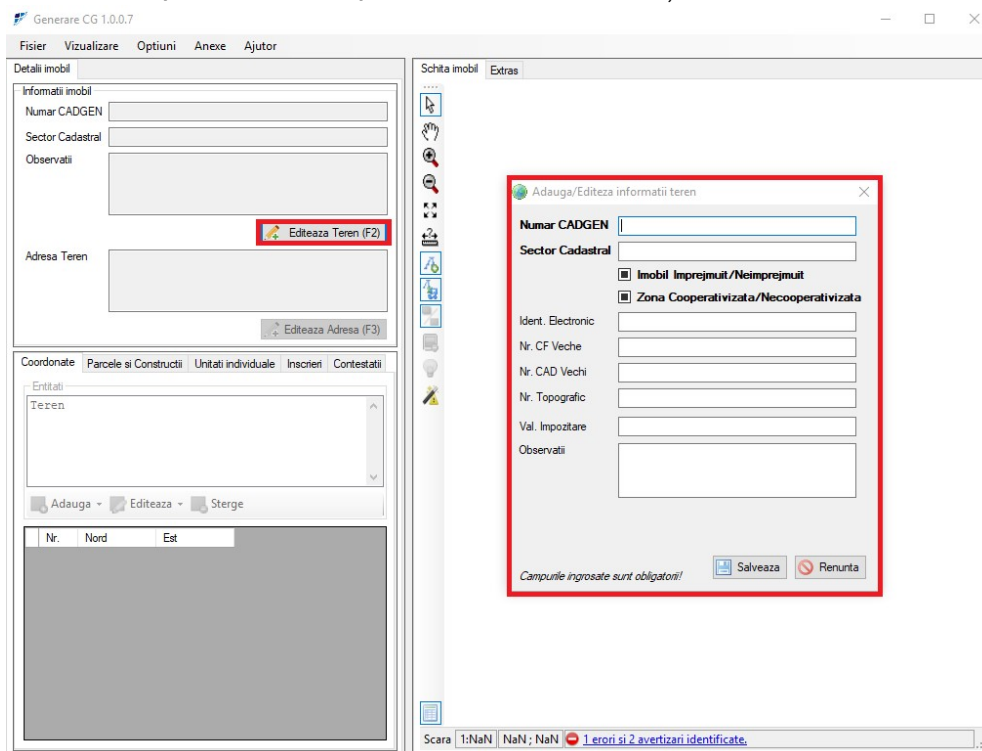 Generare CG 1.0.0.7
Fisier Vizualizare Optiuni Anexe Ajutor
Detalii imobil
Informatii imobil
Numar CADGEN
Sector Cadastral
Observatii
Editeaza Teren (F2)
Adresa Teren
Editeaza Adresa (F3)
Coordonate Parcele si Constructii Unitati individuale Inscrieri Contestatii
Entitati
Teren
Adauga Editeaza Sterge
Nr. Nord Est
Schita imobil Extras
Adauga/Editeza informatii teren
Numar CADGEN
Sector Cadastral
Imobil Imprejmuit/Neimprejmuit
Zona Cooperativizata/Necooperativizata
Ident. Electronic
Nr. CF Veche
Nr. CAD Vechi
Nr. Topografic
Val. Impozitare
Observatii
Campurile ingrosate sunt obligatorii!
Salveaza Renunta
Scara 1:NaN NaN ; NaN 1 erori si 2 avertizari identificate.